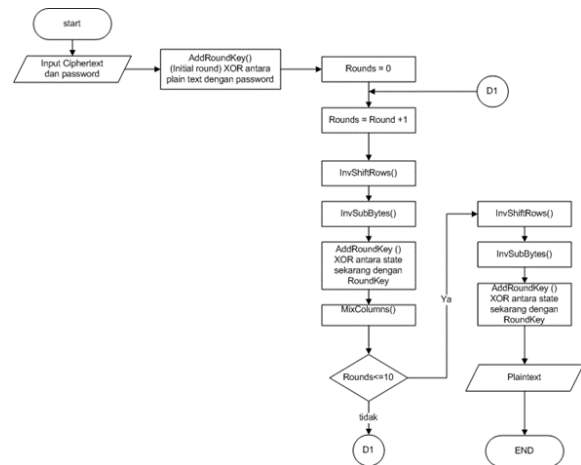 start
Input Ciphertext
dan password
AddRoundKey()
(Initial round) XOR antara
plain text dengan password
Rounds = 0
D1
Rounds = Round +1
InvShiftRows()
InvSubBytes()
AddRoundKey ()
XOR antara state
sekarang dengan
RoundKey
MixColumns()
Rounds<=10
tidak
D1
Ya
InvShiftRows()
InvSubBytes()
AddRoundKey ()
XOR antara state
sekarang dengan
RoundKey
Plaintext
END